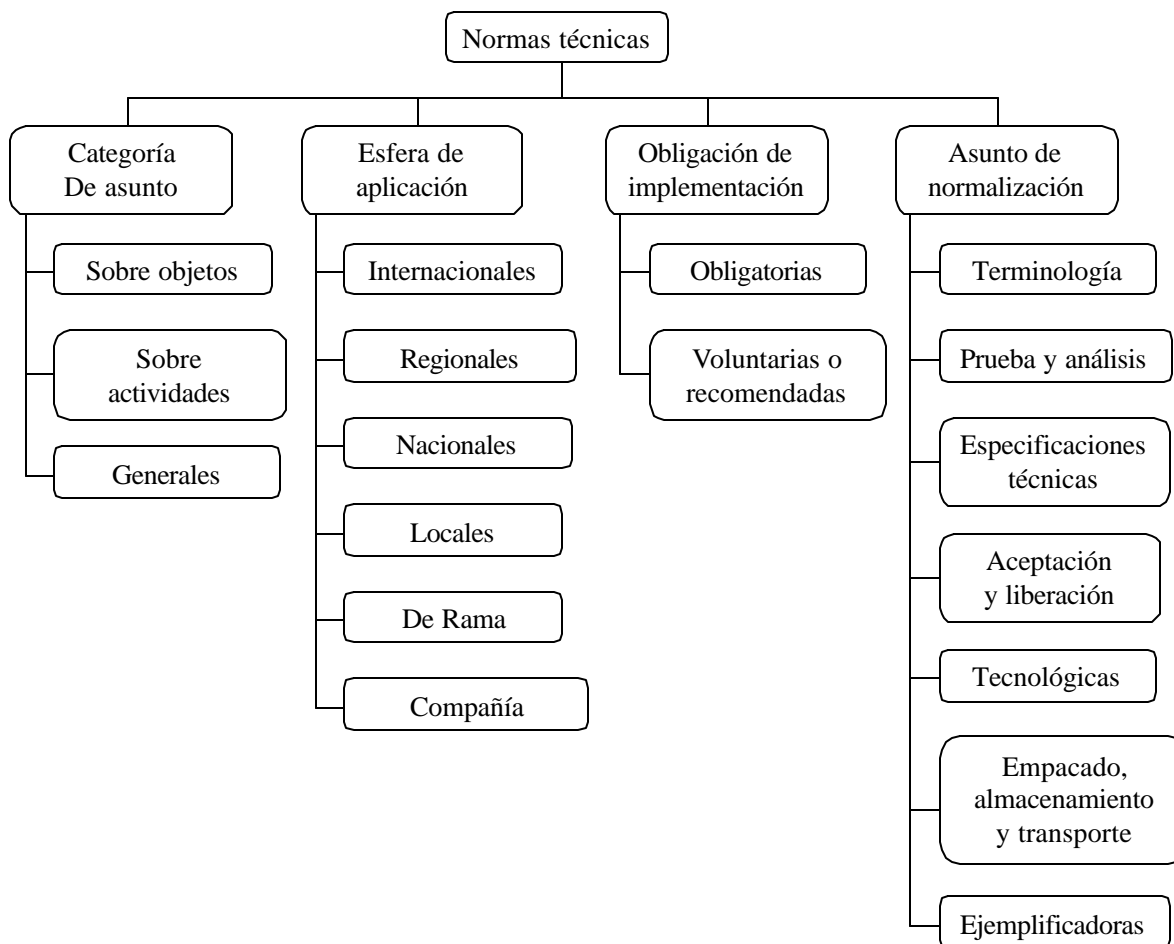 Normas técnicas
Categoría
De asunto
Sobre objetos
Sobre
actividades
Generales
Esfera de
aplicación
Internacionales
Regionales
Nacionales
Locales
De Rama
Compañía
Obligación de
implementación
Obligatorias
Voluntarias o
recomendadas
Asunto de
normalización
Terminología
Prueba y análisis
Especificaciones
técnicas
Aceptación
y liberación
Tecnológicas
Empacado,
almacenamiento
y transporte
Ejemplificadoras